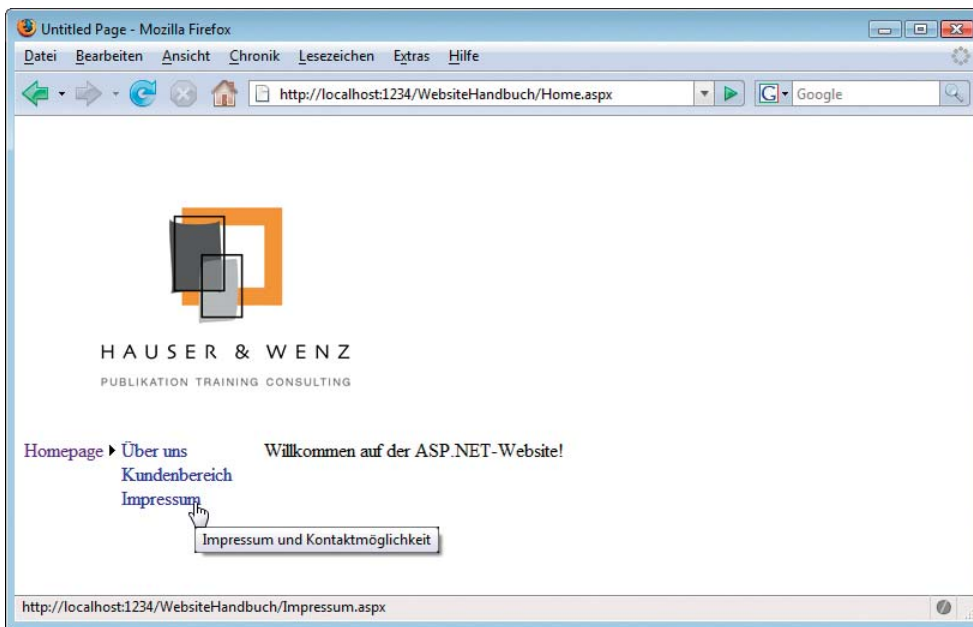 Untitled Page - Mozilla Firefox
Datei Bearbeiten Ansicht Chronik Lesezeichen Extras Hilfe
http://localhost:1234/WebsiteHandbuch/Home.aspx G Google
HAUSER & WENZ
PUBLIKATION TRAINING CONSULTING
Homepage Über uns Willkommen auf der ASP.NET-Website!
Kundenbereich
Impressum
Impressum und Kontaktmöglichkeit
http://localhost:1234/WebsiteHandbuch/Impressum.aspx